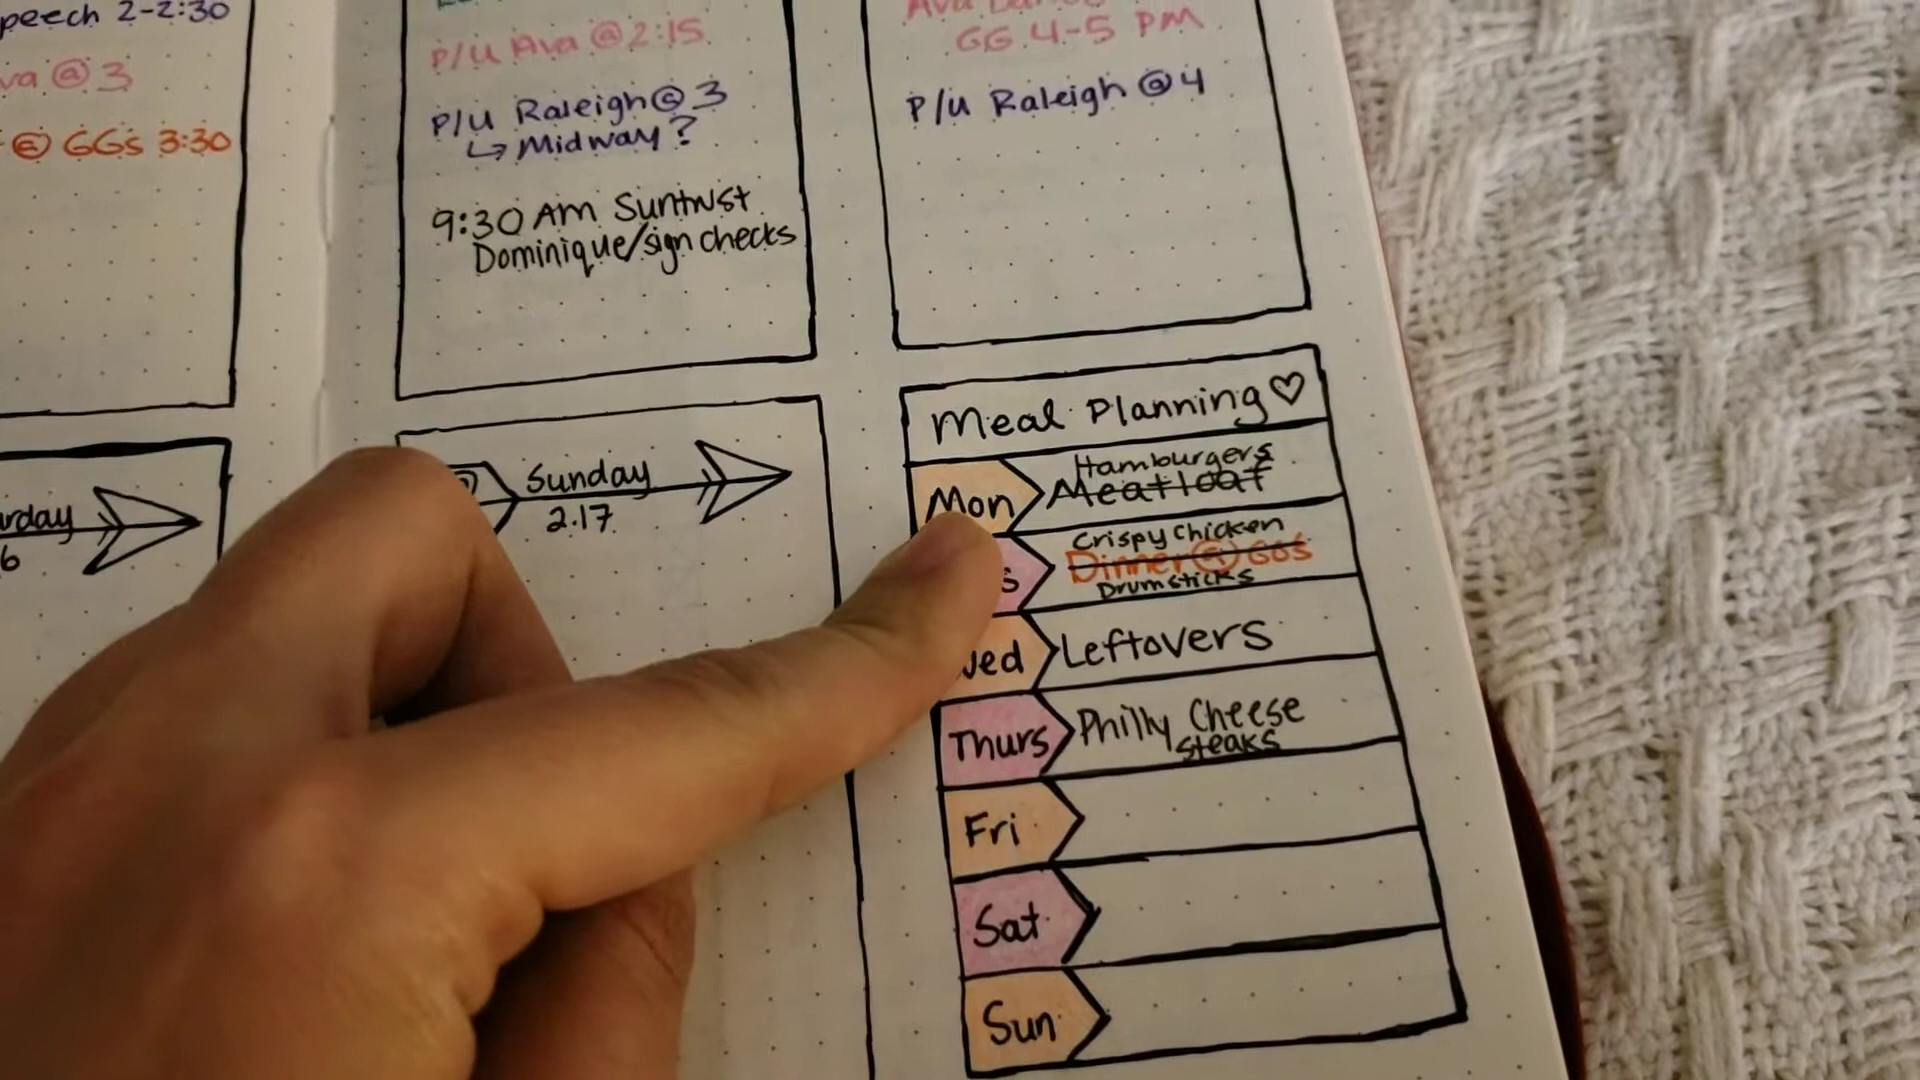 peech 2-2:30
va @ 3
@ GGs 3:30
P/U Ava @ 2:15
P/U Raleigh @ 3
↳ Midway?
9:30 AM Suntrust
Dominique/sign checks
GG 4-5 PM
P/U Raleigh @ 4
urday
6
Sunday
2.17
Meal Planning ♡
Mon
Hamburgers
Meatloaf
s
Crispy Chicken
Dinner @ GGs
Drumsticks
Wed
Leftovers
Thurs
Philly Cheese
steaks
Fri
Sat
Sun